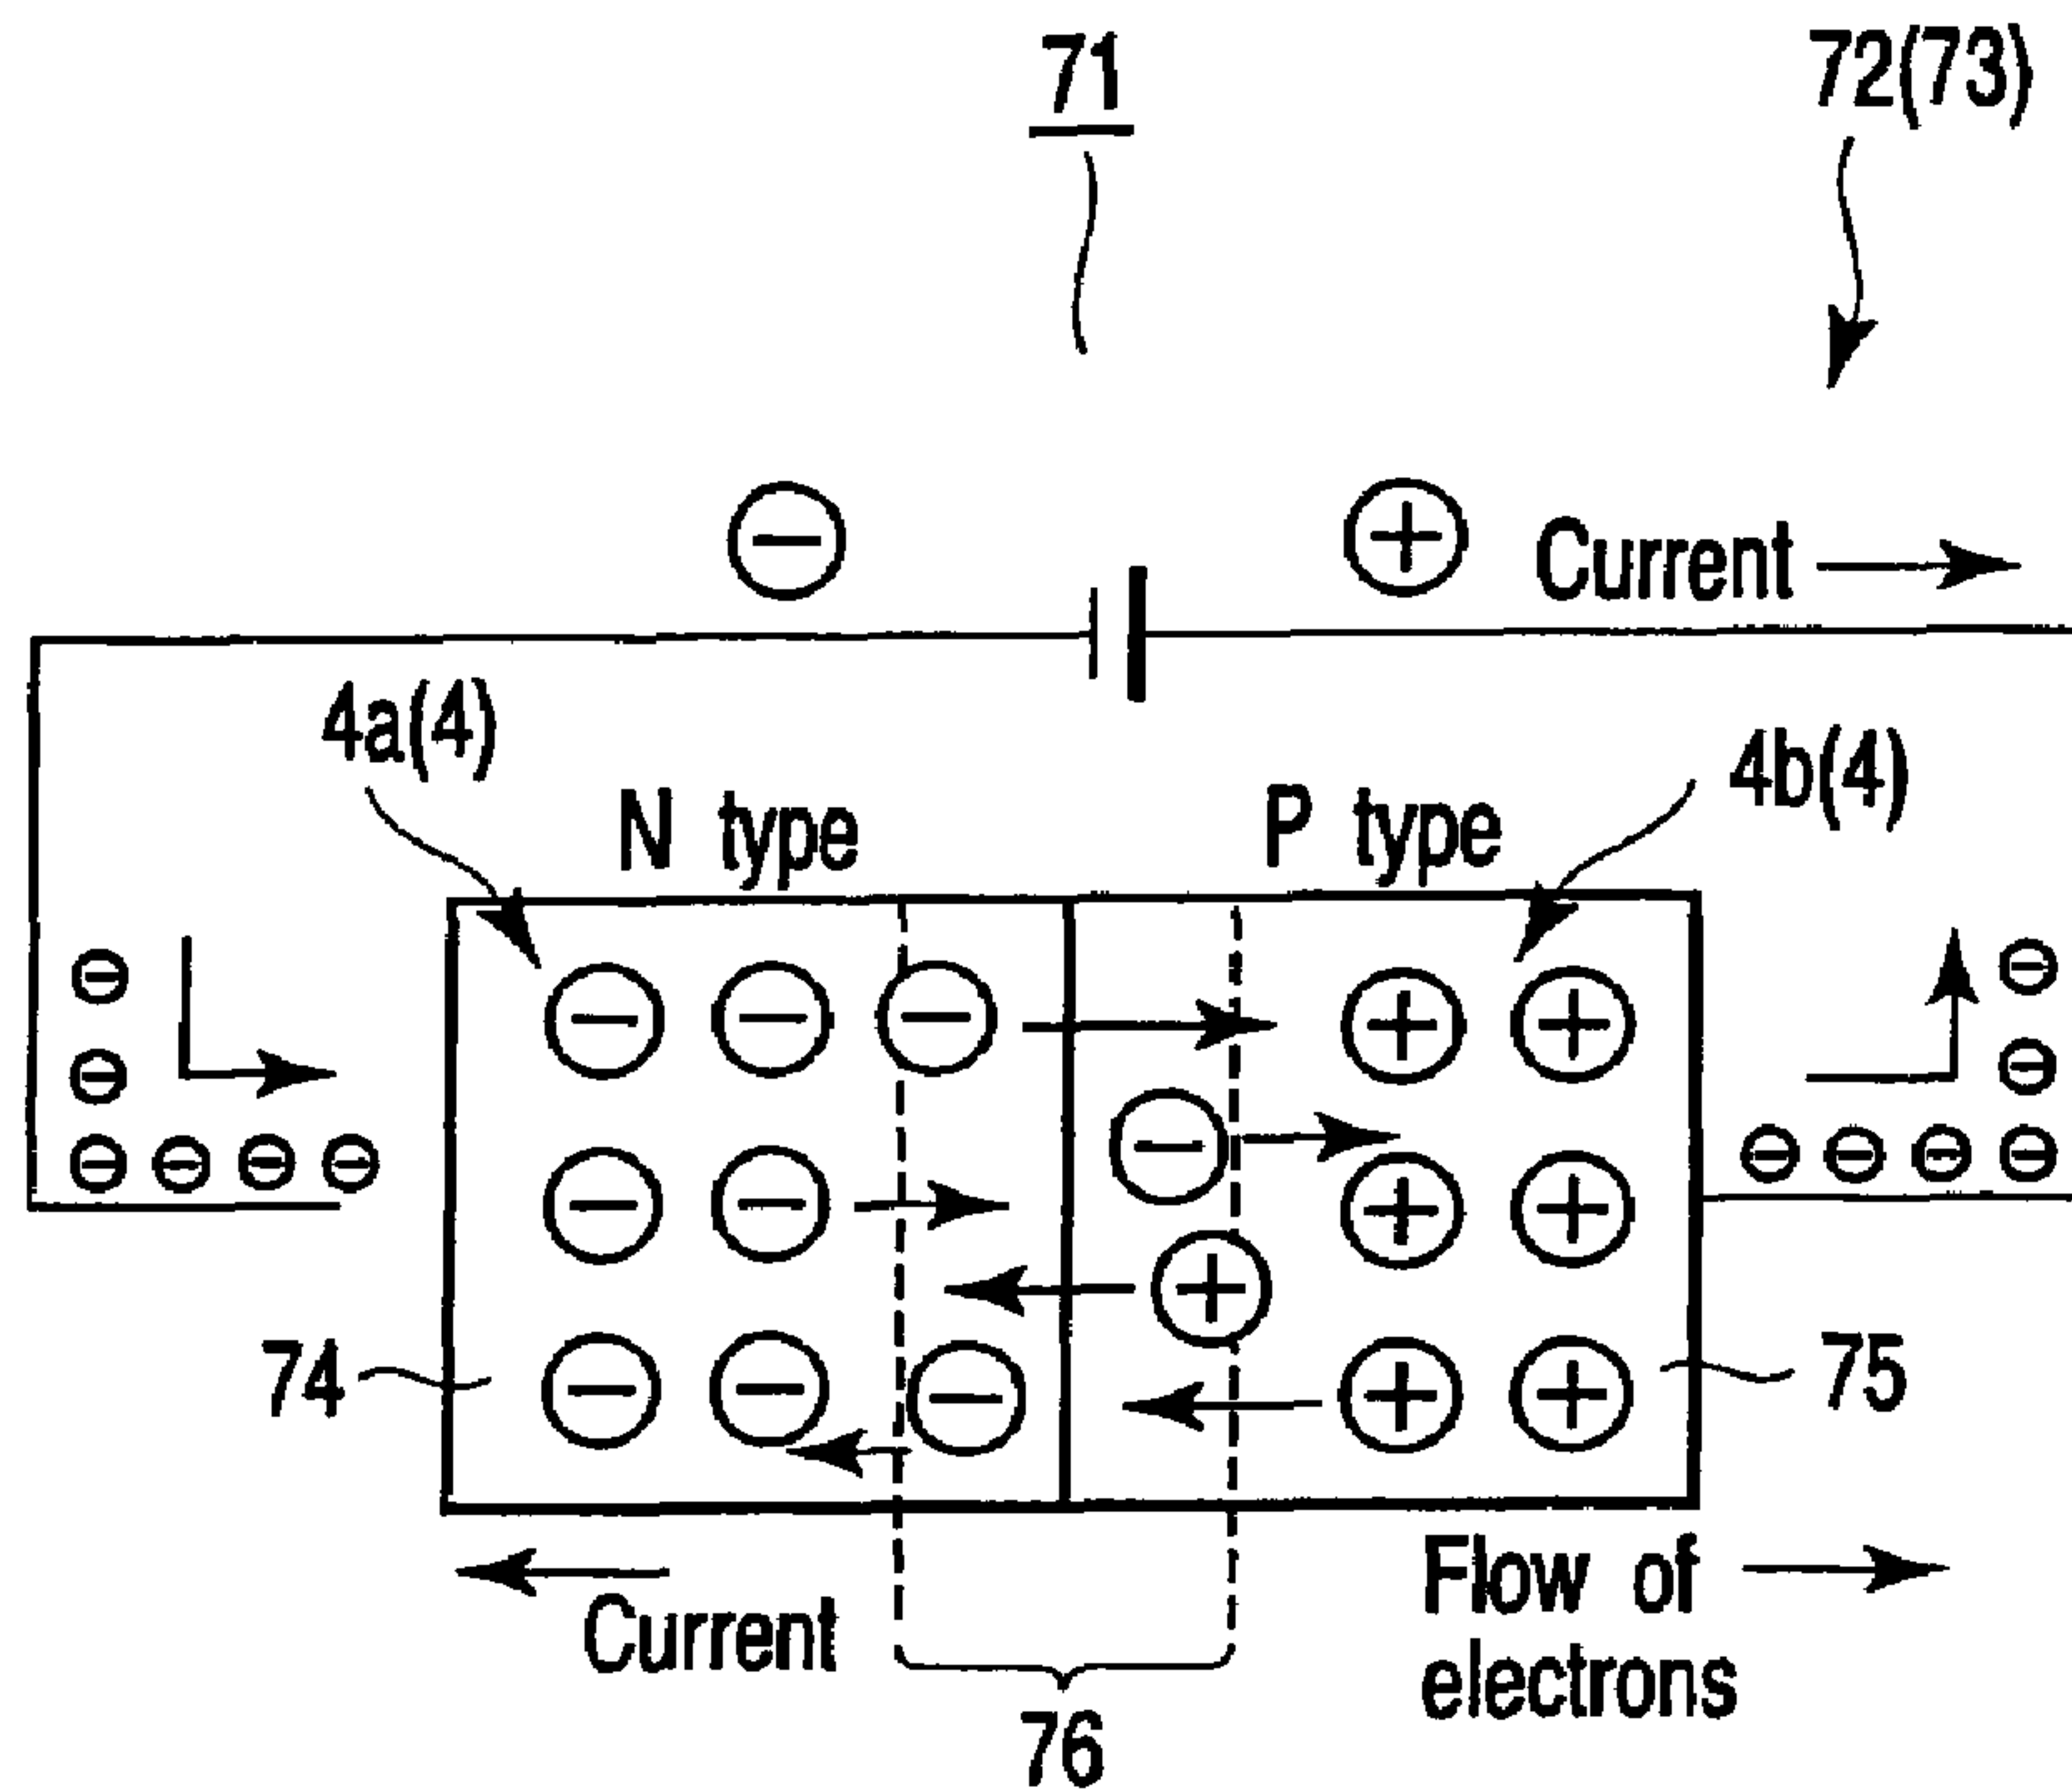 71
72(73)
Current
4a(4)
4b(4)
N type
P type
74
75
Current
Flow of
electrons
76